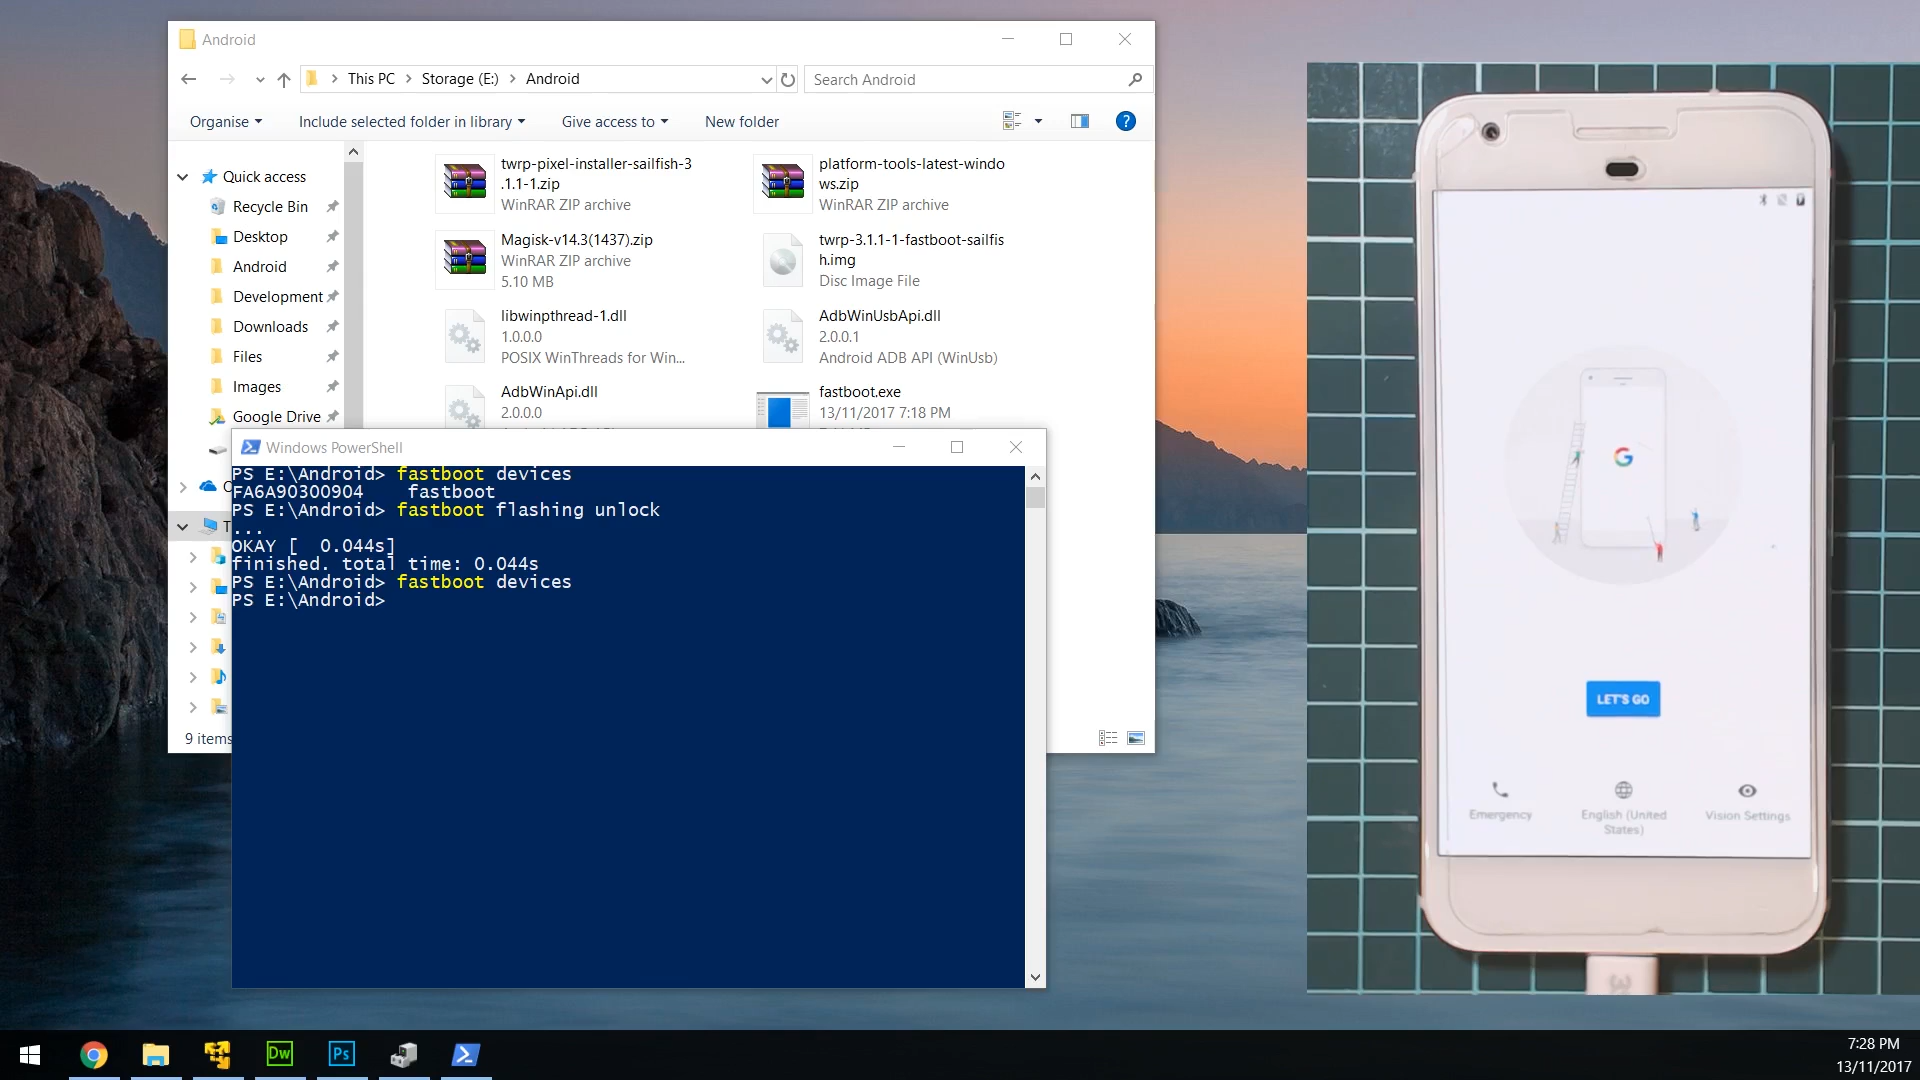 Android
This PC
Storage (E:)
Android
Search Android
Organise
Include selected folder in library
Give access to
New folder
?
Quick access
Recycle Bin
Desktop
Android
Development
Downloads
Files
Images
Google Drive
twrp-pixel-installer-sailfish-3
.1.1-1.zip
WinRAR ZIP archive
platform-tools-latest-windo
ws.zip
WinRAR ZIP archive
Magisk-v14.3(1437).zip
WinRAR ZIP archive
5.10 MB
twrp-3.1.1-1-fastboot-sailfis
h.img
Disc Image File
libwinpthread-1.dll
1.0.0.0
POSIX WinThreads for Win...
AdbWinUsbApi.dll
2.0.0.1
Android ADB API (WinUsb)
AdbWinApi.dll
2.0.0.0
fastboot.exe
13/11/2017 7:18 PM
9 items
Windows PowerShell
PS E:\Android> fastboot devices
FA6A90300904    fastboot
PS E:\Android> fastboot flashing unlock
...
OKAY [  0.044s]
finished. total time: 0.044s
PS E:\Android> fastboot devices
PS E:\Android>
G
LET'S GO
Emergency
English (United
States)
Vision Settings
Dw
Ps
7:28 PM
13/11/2017